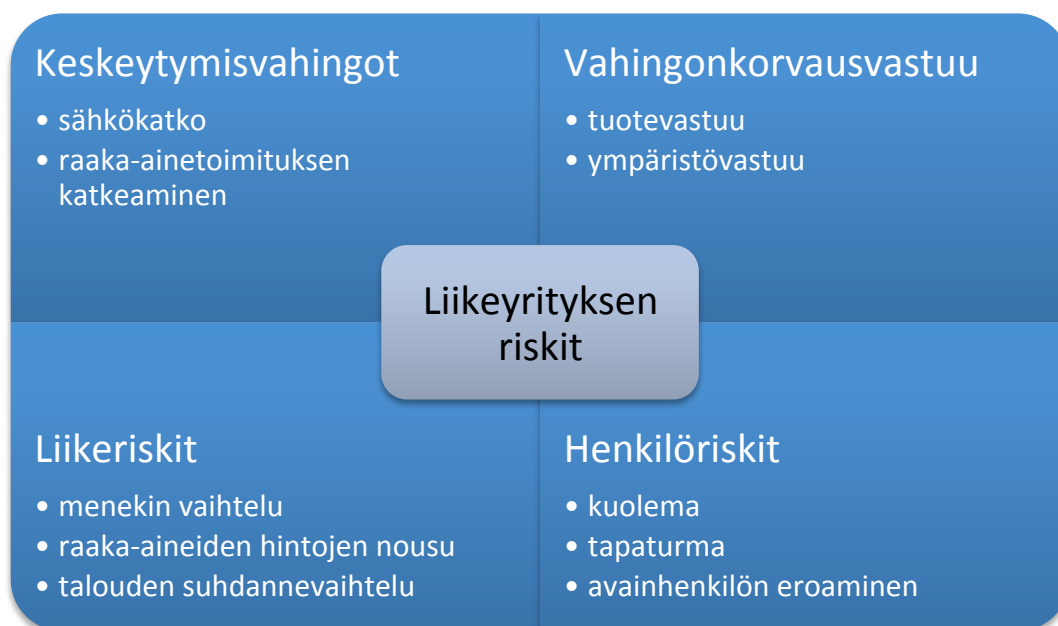 Keskeytymisvahingot
• sähkökatko
• raaka-ainetoimituksen
katkeaminen
Vahingonkorvausvastuu
• tuotevastuu
• ympäristövastuu
Liikeyrityksen
riskit
Liikeriskit
• menekin vaihtelu
• raaka-aineiden hintojen nousu
• talouden suhdannevaihtelu
Henkilöriskit
• kuolema
• tapaturma
• avainhenkilön eroaminen